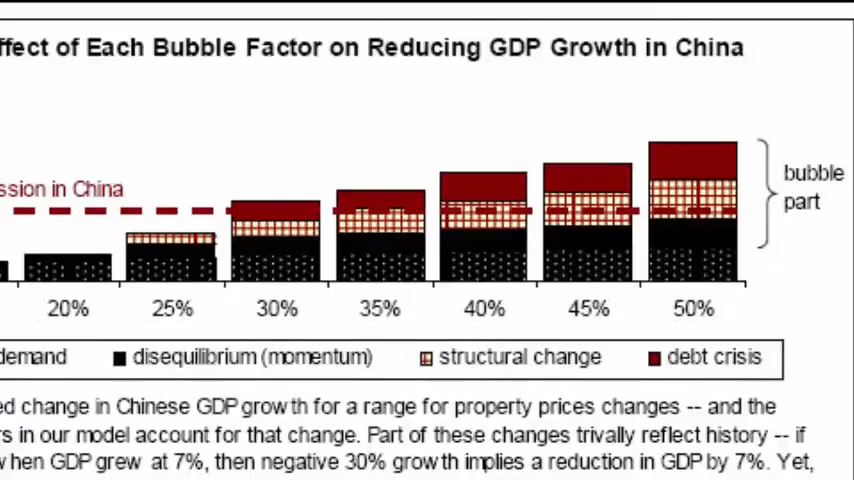 ffect of Each Bubble Factor on Reducing GDP Growth in China
ssion in China
bubble
part
20% 25% 30% 35% 40% 45% 50%
demand disequilibrium (momentum) structural change debt crisis
ed change in Chinese GDP growth for a range for property prices changes -- and the
rs in our model account for that change. Part of these changes trivally reflect history -- if
when GDP grew at 7%, then negative 30% growth implies a reduction in GDP by 7%. Yet,